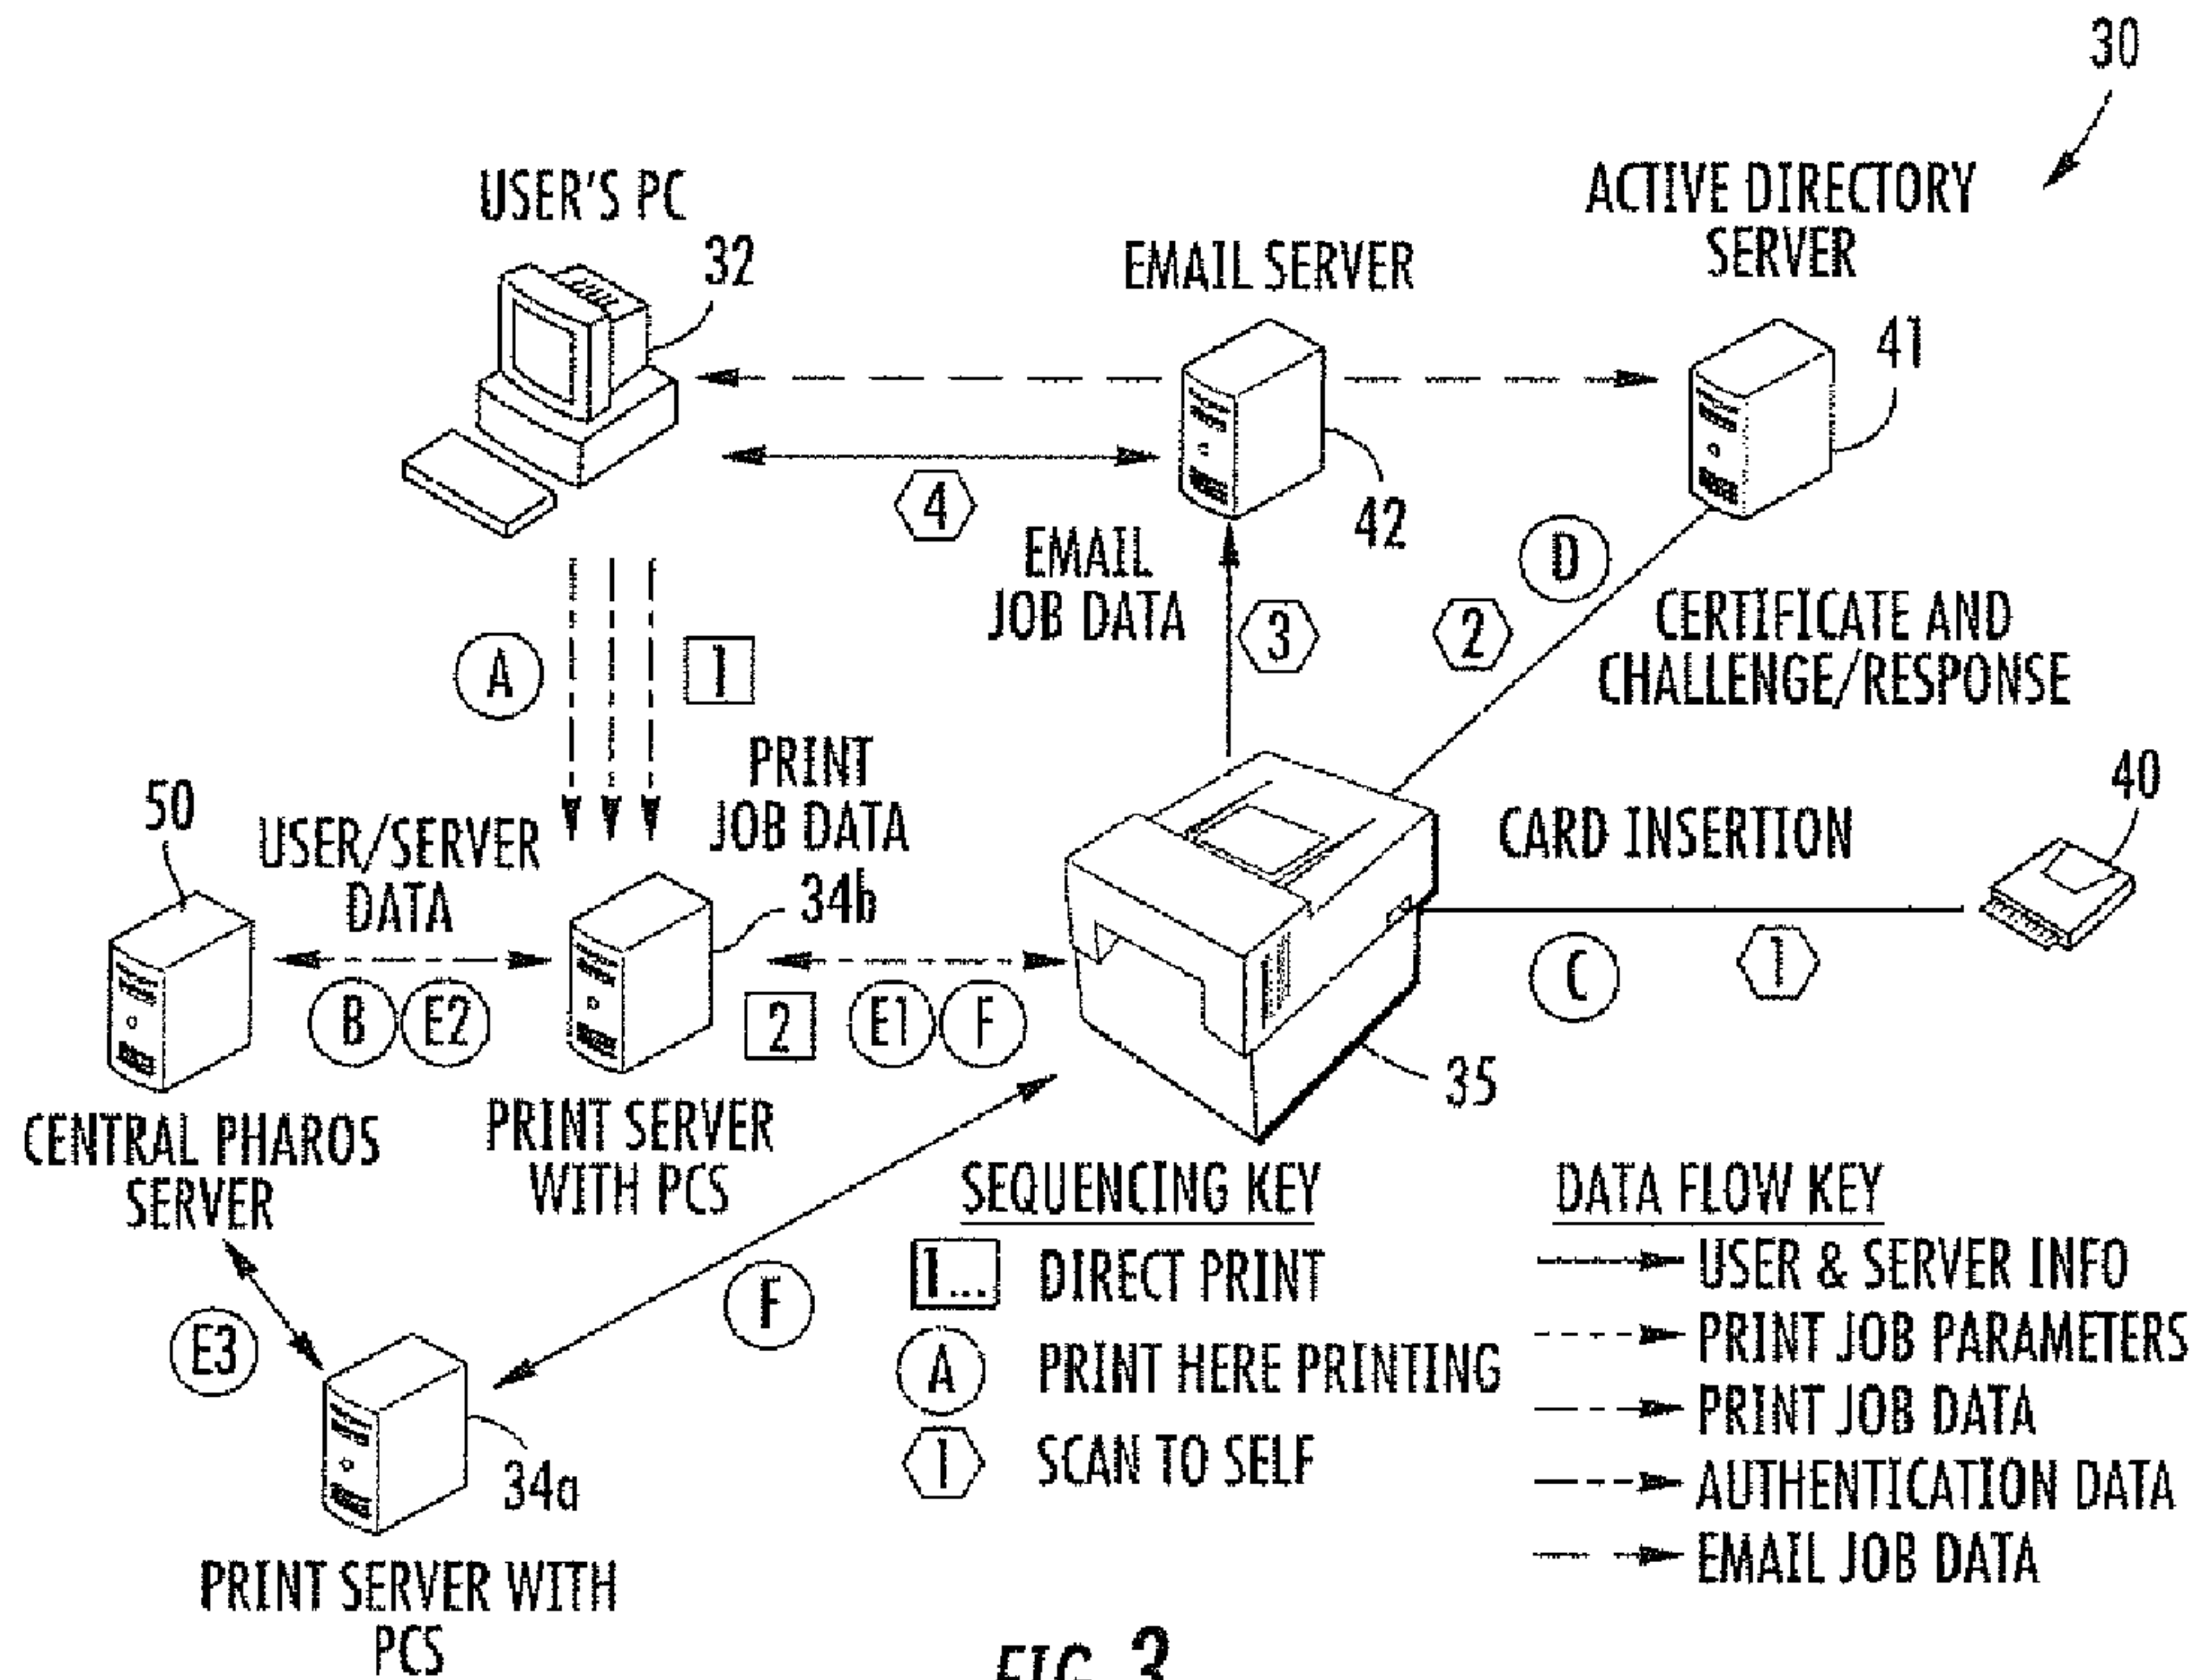 30
USER'S PC
32
EMAIL SERVER
ACTIVE DIRECTORY
SERVER
41
42
4
EMAIL
JOB DATA
3
2
D
CERTIFICATE AND
CHALLENGE/RESPONSE
A
1
PRINT
JOB DATA
50
USER/SERVER
DATA
34b
CARD INSERTION
40
B
E2
2
E1
F
C
1
35
CENTRAL PHAROS
SERVER
PRINT SERVER
WITH PCS
E3
F
34a
PRINT SERVER WITH
PCS
SEQUENCING KEY
1... DIRECT PRINT
A PRINT HERE PRINTING
1 SCAN TO SELF
DATA FLOW KEY
USER & SERVER INFO
PRINT JOB PARAMETERS
PRINT JOB DATA
AUTHENTICATION DATA
EMAIL JOB DATA
FIG. 3